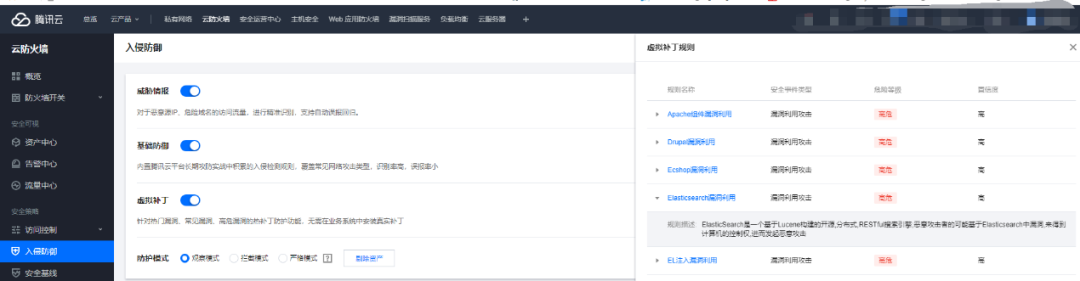 腾讯云 总览 云产品 私有网络 云防火墙 安全运营中心 主机安全 Web 应用防火墙 漏洞扫描服务 负载均衡 云服务器 +
云防火墙
概览
防火墙开关
安全可视
资产中心
告警中心
流量中心
安全策略
访问控制
入侵防御
安全基线
入侵防御
威胁情报
对于恶意源IP、危险域名的访问流量，进行精准识别，支持自动误报回归。
基础防御
内置腾讯云平台长期攻防实战中积累的入侵检测规则，覆盖常见网络攻击类型，识别率高、误报率小
虚拟补丁
针对热门漏洞、常见漏洞、高危漏洞的热补丁防护功能，无需在业务系统中安装真实补丁
防护模式 观察模式 拦截模式 严格模式 ?
虚拟补丁规则
规则名称 安全事件类型 危险等级 置信度
Apache组件漏洞利用 漏洞利用攻击 高危 高
Drupal漏洞利用 漏洞利用攻击 高危 高
Ecshop漏洞利用 漏洞利用攻击 高危 高
Elasticsearch漏洞利用 漏洞利用攻击 高危 高
规则描述: ElasticSearch是一个基于Lucene构建的开源,分布式,RESTful搜索引擎,恶意攻击者的可能基于Elasticsearch中漏洞,来得到
计算机的控制权,进而发起恶意攻击
EL注入漏洞利用 漏洞利用攻击 高危 高